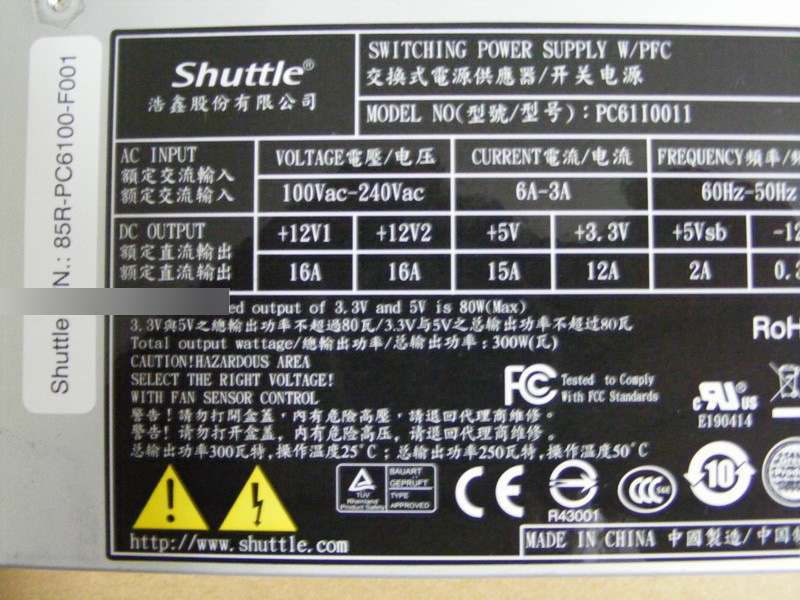 Shuttle N.: 85R-PC6100-F001
Shuttle®
浩鑫股份有限公司
SWITCHING POWER SUPPLY W/PFC
交換式電源供應器/开关电源
MODEL NO(型號/型号):PC61I0011
AC INPUT
額定交流輸入
額定交流輸入
VOLTAGE電壓/电压
CURRENT電流/电流
FREQUENCY頻率/
100Vac-240Vac
6A-3A
60Hz-50Hz
DC OUTPUT
額定直流輸出
額定直流輸出
+12V1
+12V2
+5V
+3.3V
+5Vsb
-12
16A
16A
15A
12A
2A
0.
output of 3.3V and 5V is 80W(Max)
3.3V與5V之總輸出功率不超過80瓦/3.3V与5V之总输出功率不超过80瓦
Total output wattage/總輸出功率/总输出功率:300W(瓦)
CAUTION!HAZARDOUS AREA
SELECT THE RIGHT VOLTAGE!
WITH FAN SENSOR CONTROL
警告!請勿打開盒蓋,內有危險高壓,請退回代理商維修。
警告!请勿打开盒盖,内有危险高压,请退回代理商维修。
总输出功率300瓦特,操作温度25°C;总输出功率250瓦特,操作温度50°C
RoH
FC Tested to Comply
With FCC Standards
c RU us
E190414
TÜV
Rheinland
Product Safety
BAUART
GEPRÜFT
TYPE
APPROVED
CE
R43001
CCC S&E
10
http://www.shuttle.com
MADE IN CHINA 中國製造/中国